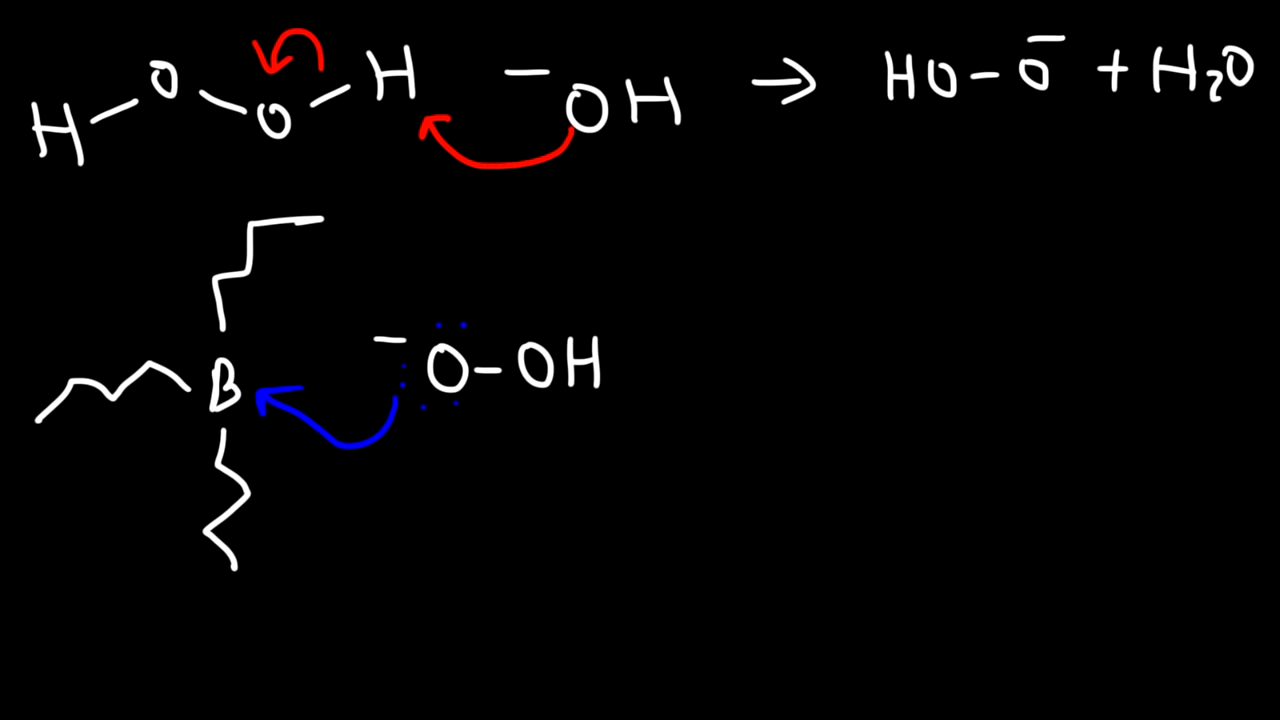 H O O H ⁻OH → HO-O⁻ + H₂O
B ⁻O-OH